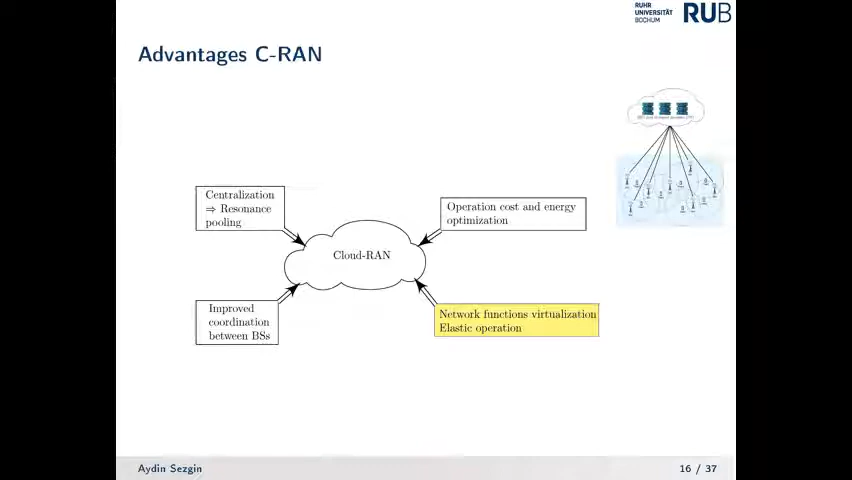 RUHR
UNIVERSITÄT
BOCHUM
RUB
Advantages C-RAN
Centralization
⇒ Resonance
pooling
Operation cost and energy
optimization
Cloud-RAN
Improved
coordination
between BSs
Network functions virtualization
Elastic operation
Aydin Sezgin
16 / 37